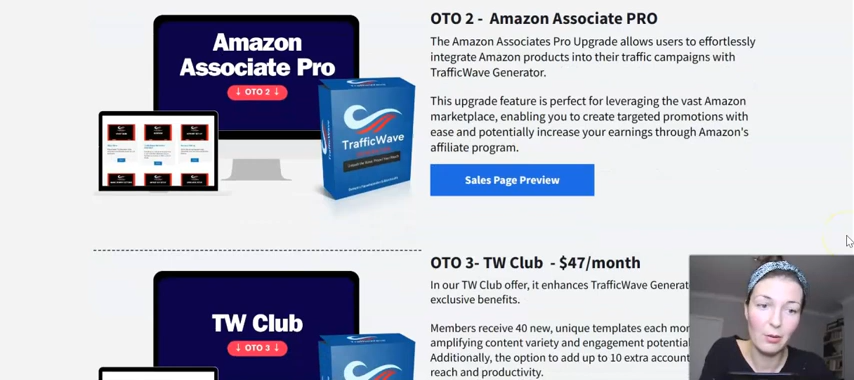 Amazon
Associate Pro
↓ OTO 2 ↓
TrafficWave
OTO 2 - Amazon Associate PRO
The Amazon Associates Pro Upgrade allows users to effortlessly
integrate Amazon products into their traffic campaigns with
TrafficWave Generator.
This upgrade feature is perfect for leveraging the vast Amazon
marketplace, enabling you to create targeted promotions with
ease and potentially increase your earnings through Amazon's
affiliate program.
Sales Page Preview
TW Club
↓ OTO 3 ↓
OTO 3- TW Club - $47/month
In our TW Club offer, it enhances TrafficWave Generat
exclusive benefits.
Members receive 40 new, unique templates each mor
amplifying content variety and engagement potential
Additionally, the option to add up to 10 extra account
reach and productivity.